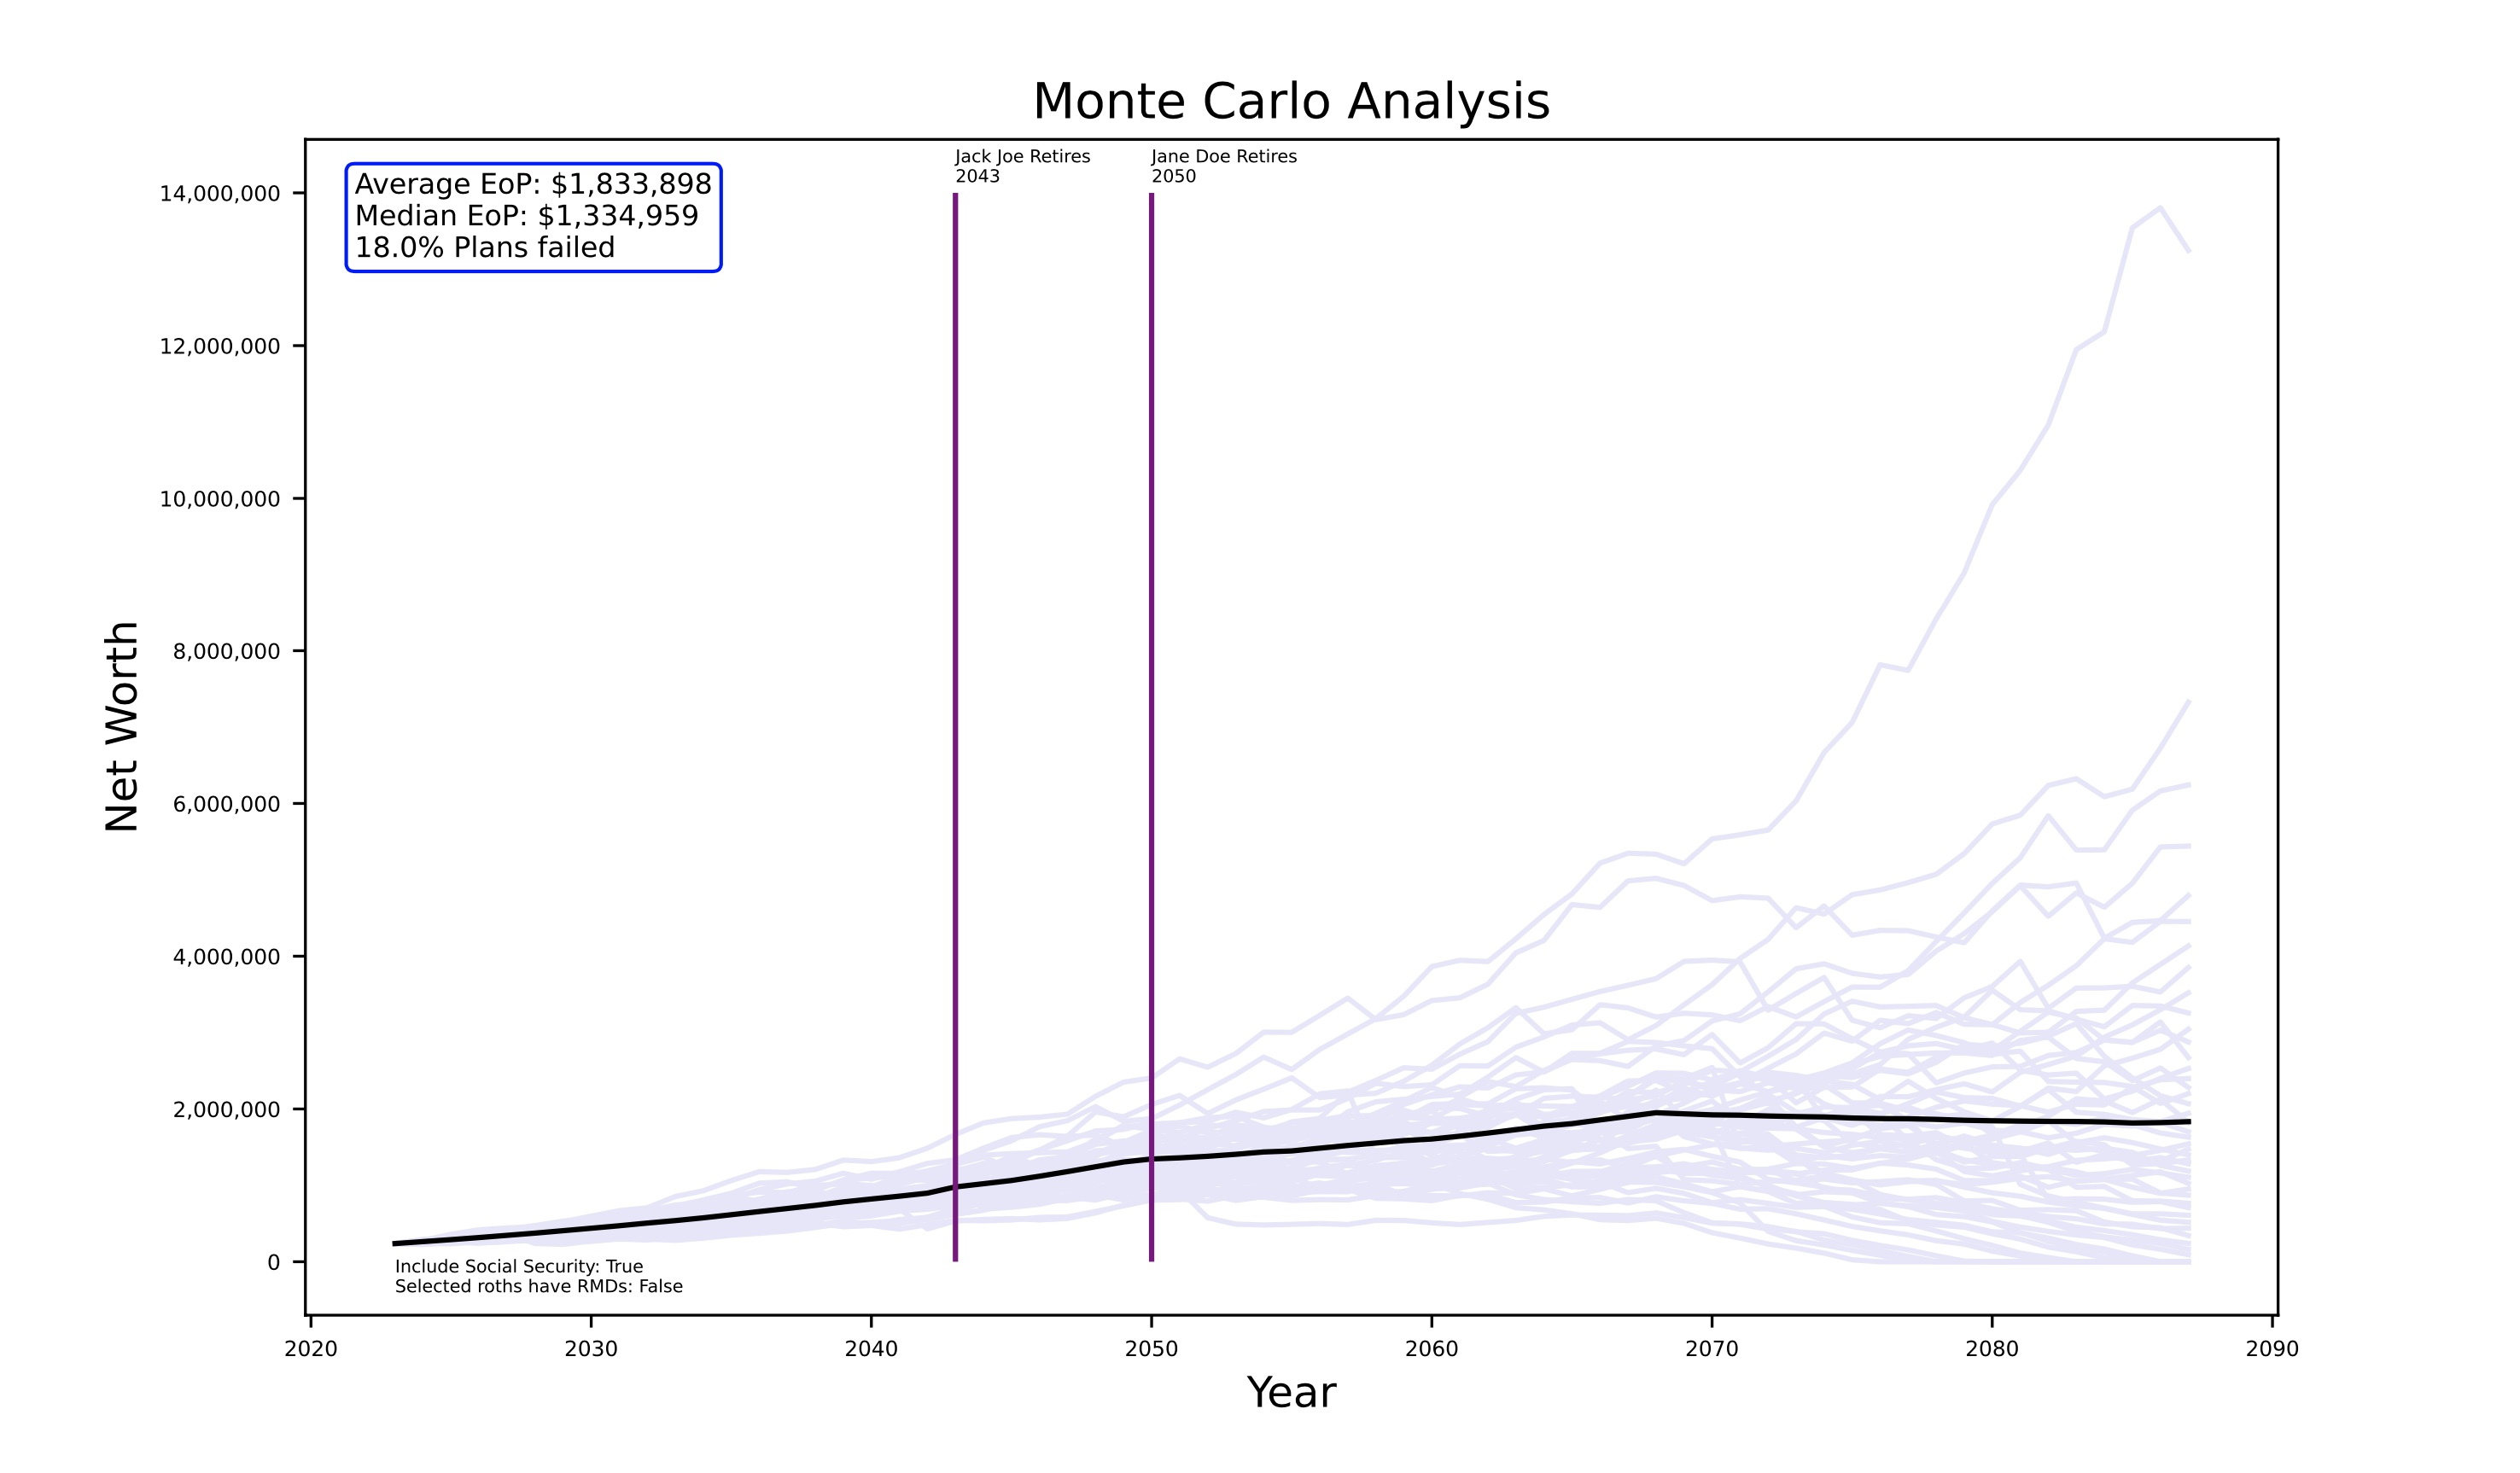 Monte Carlo Analysis
Jack Joe Retires
2043
Jane Doe Retires
2050
Average EoP: $1,833,898
Median EoP: $1,334,959
18.0% Plans failed
14,000,000
12,000,000
10,000,000
8,000,000
6,000,000
4,000,000
2,000,000
0
Net Worth
Include Social Security: True
Selected roths have RMDs: False
2020
2030
2040
2050
2060
2070
2080
2090
Year